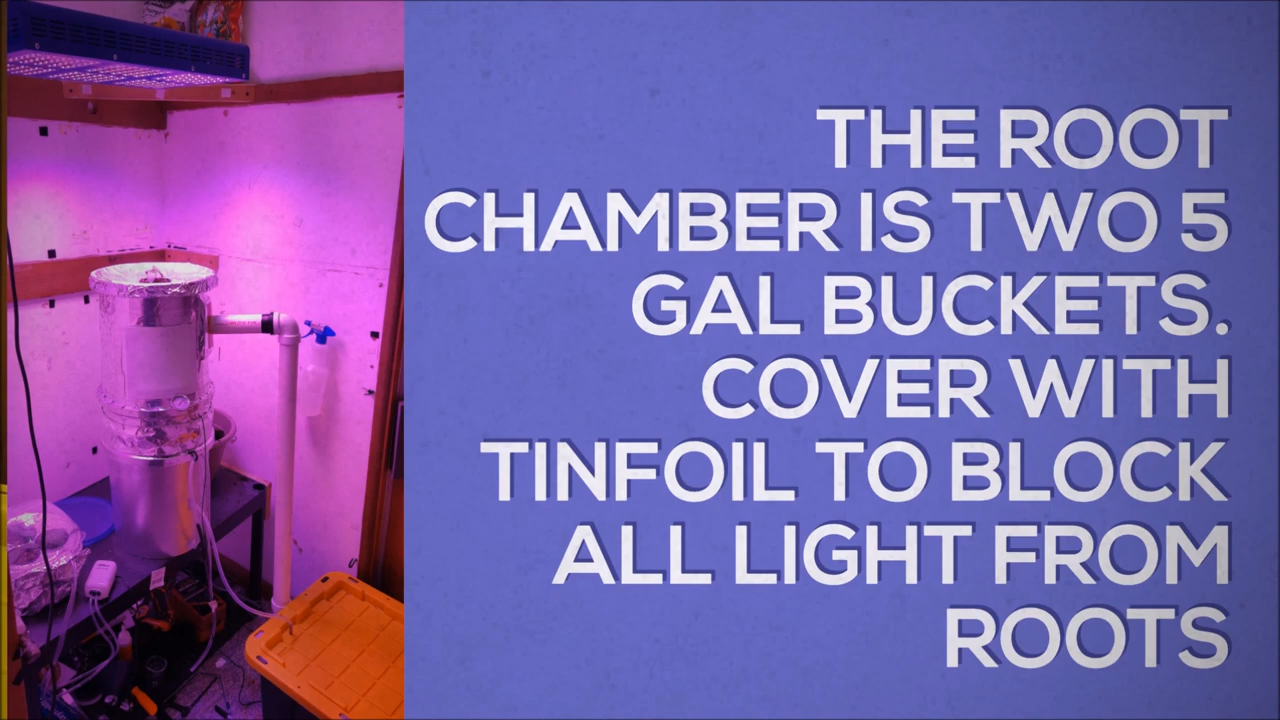 THE ROOT
CHAMBER IS TWO 5
GAL BUCKETS.
COVER WITH
TINFOIL TO BLOCK
ALL LIGHT FROM
ROOTS